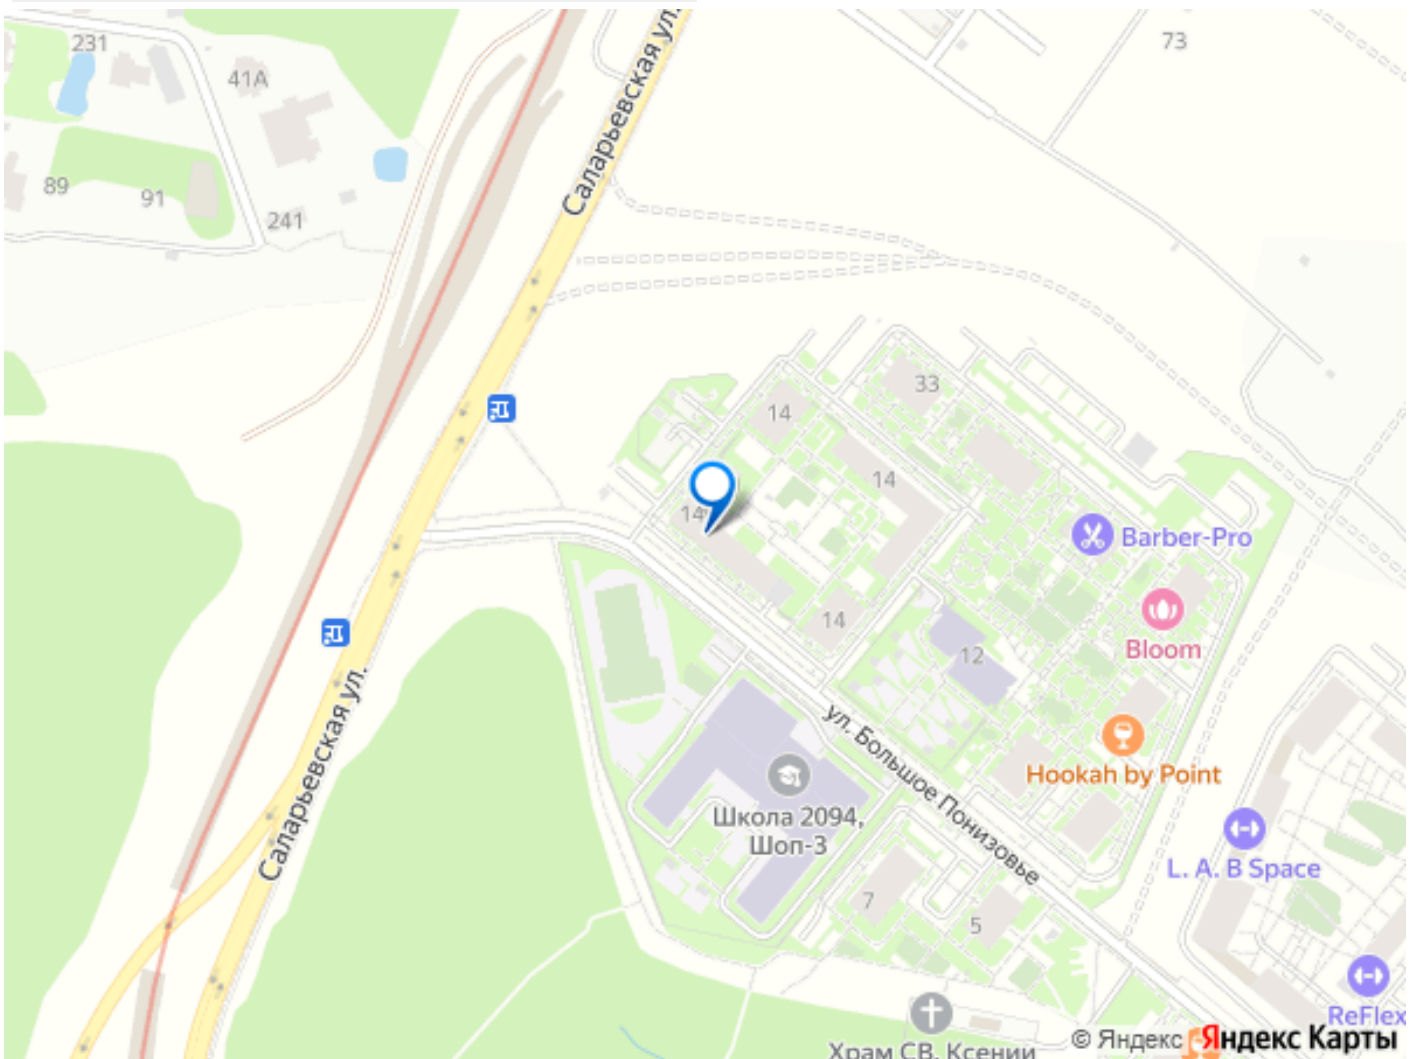 231
41А
73
Саларьевская ул.
89
91
241
33
14
14
14
Barber-Pro
Bloom
14
12
Саларьевская ул.
ул. Большое Понизовье
Hookah by Point
Школа 2094,
Шоп-3
L. A. B Space
7
5
ReFlex
© Яндекс
Яндекс Карты
Храм СВ. Ксении